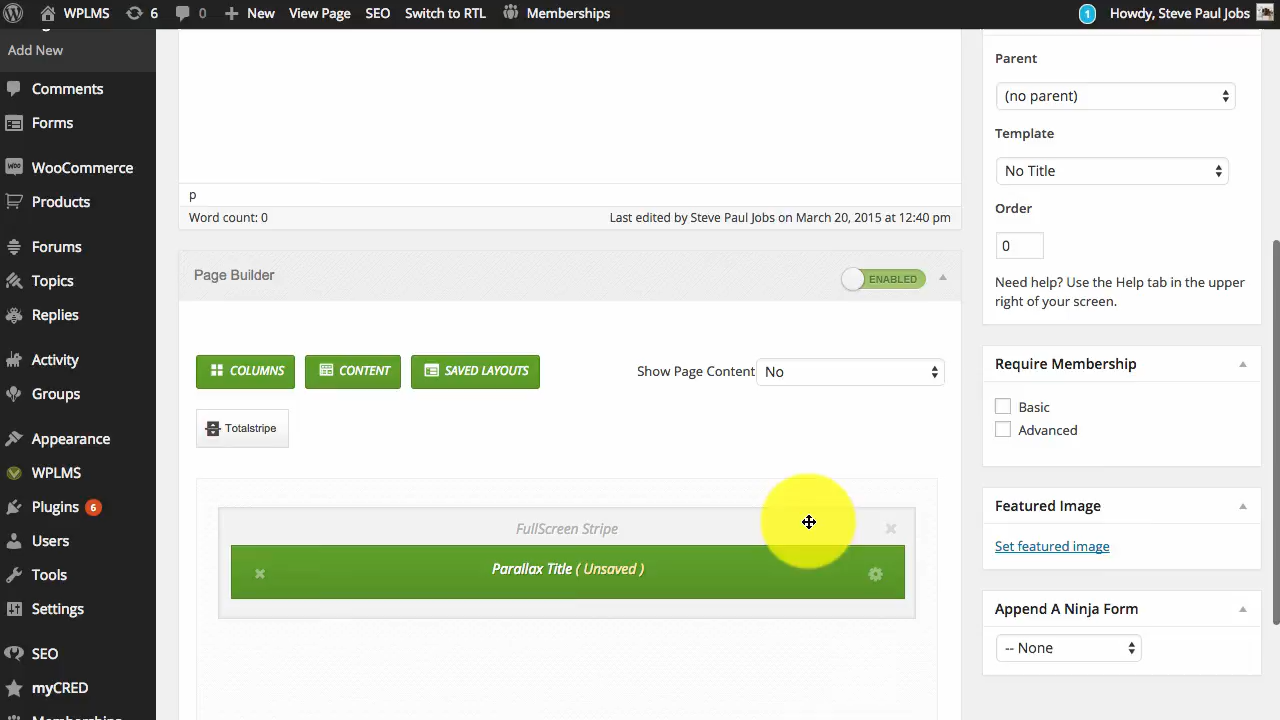 WPLMS 6 0 New View Page SEO Switch to RTL Memberships 1 Howdy, Steve Paul Jobs
Add New
Comments
Forms
WooCommerce
Products
Forums
Topics
Replies
Activity
Groups
Appearance
WPLMS
Plugins 6
Users
Tools
Settings
SEO
myCRED
p
Word count: 0 Last edited by Steve Paul Jobs on March 20, 2015 at 12:40 pm
Page Builder ENABLED
COLUMNS CONTENT SAVED LAYOUTS Show Page Content No
Totalstripe
FullScreen Stripe
Parallax Title ( Unsaved )
Parent
(no parent)
Template
No Title
Order
0
Need help? Use the Help tab in the upper
right of your screen.
Require Membership
Basic
Advanced
Featured Image
Set featured image
Append A Ninja Form
-- None